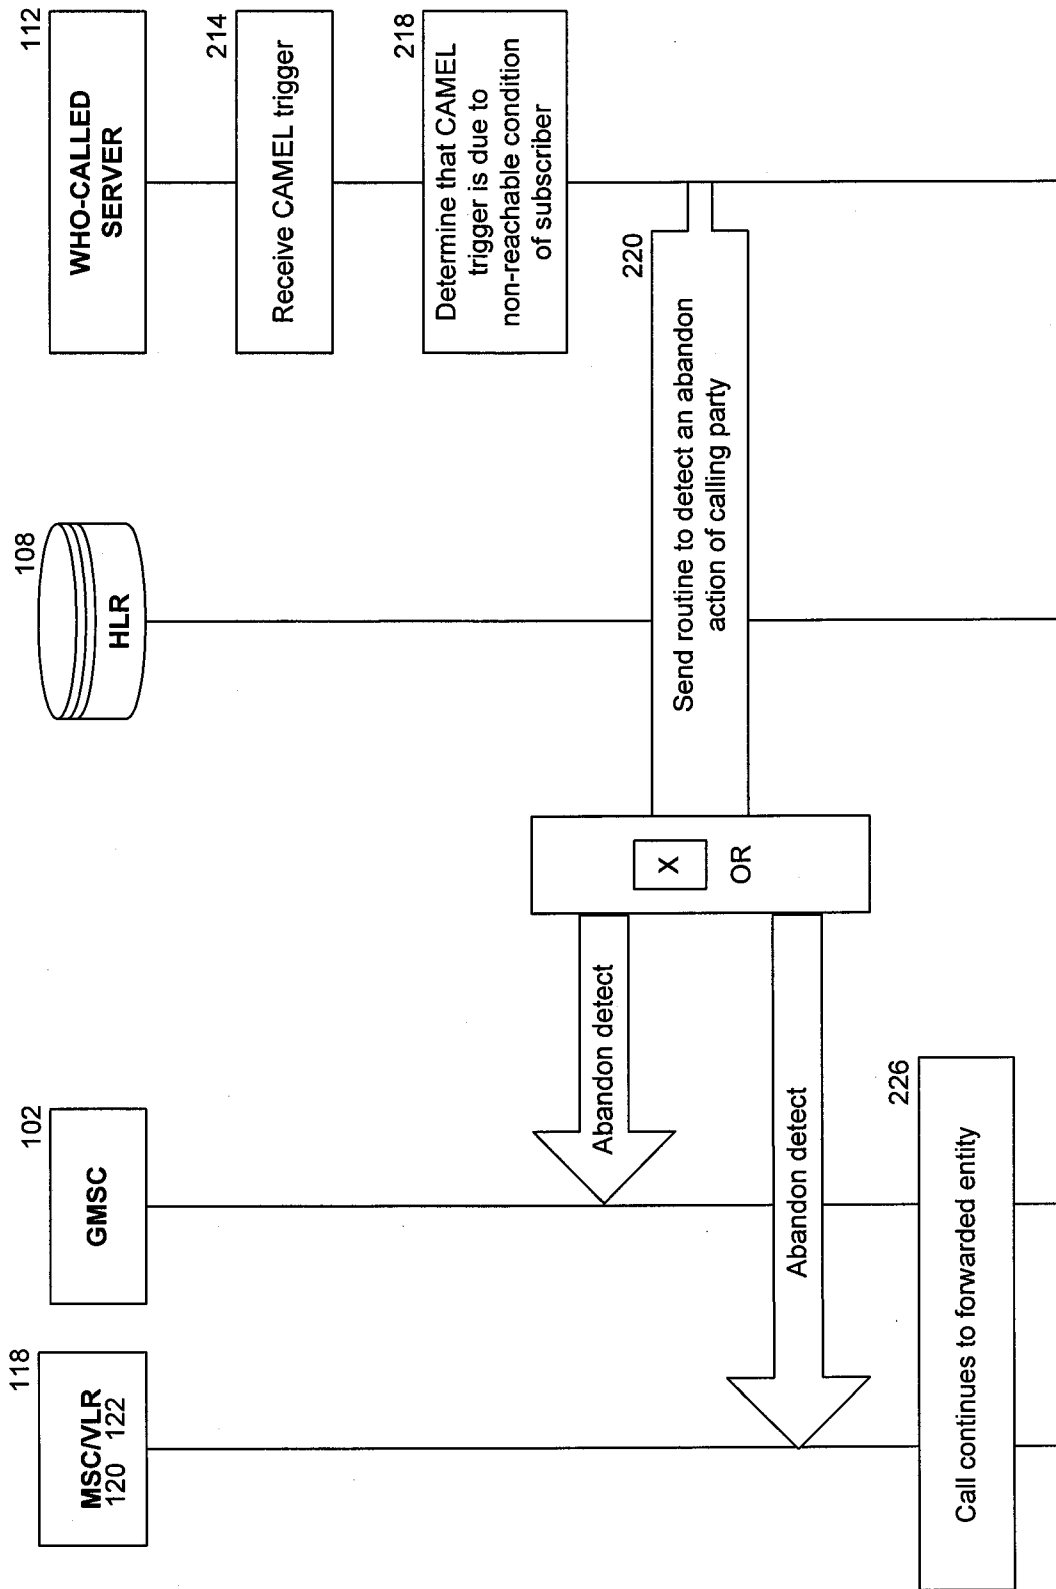 118
MSC/VLR
120 122
102
GMSC
108
HLR
112
WHO-CALLED
SERVER
214
Receive CAMEL trigger
218
Determine that CAMEL
trigger is due to
non-reachable condition
of subscriber
220
Send routine to detect an abandon
action of calling party
X
OR
Abandon detect
Abandon detect
226
Call continues to forwarded entity